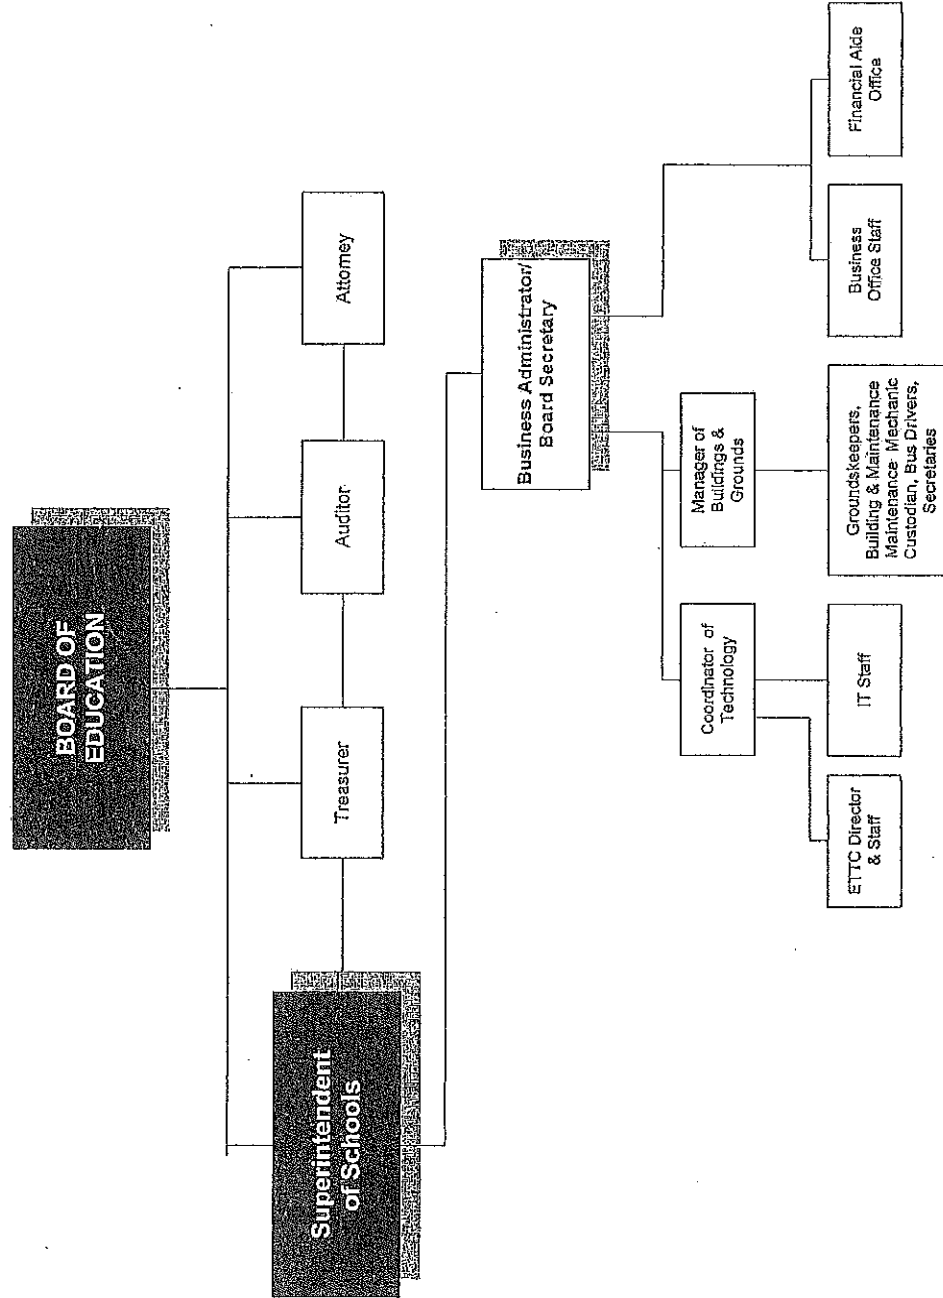 BOARD OF
EDUCATION
Superintendent
of Schools
Treasurer
Auditor
Attorney
Business Administrator/
Board Secretary
Coordinator of
Technology
Manager of
Buildings &
Grounds
ETTC Director
& Staff
IT Staff
Groundskeepers,
Building & Maintenance
Maintenance Mechanic
Custodian, Bus Drivers,
Secretaries
Business
Office Staff
Financial Aide
Office